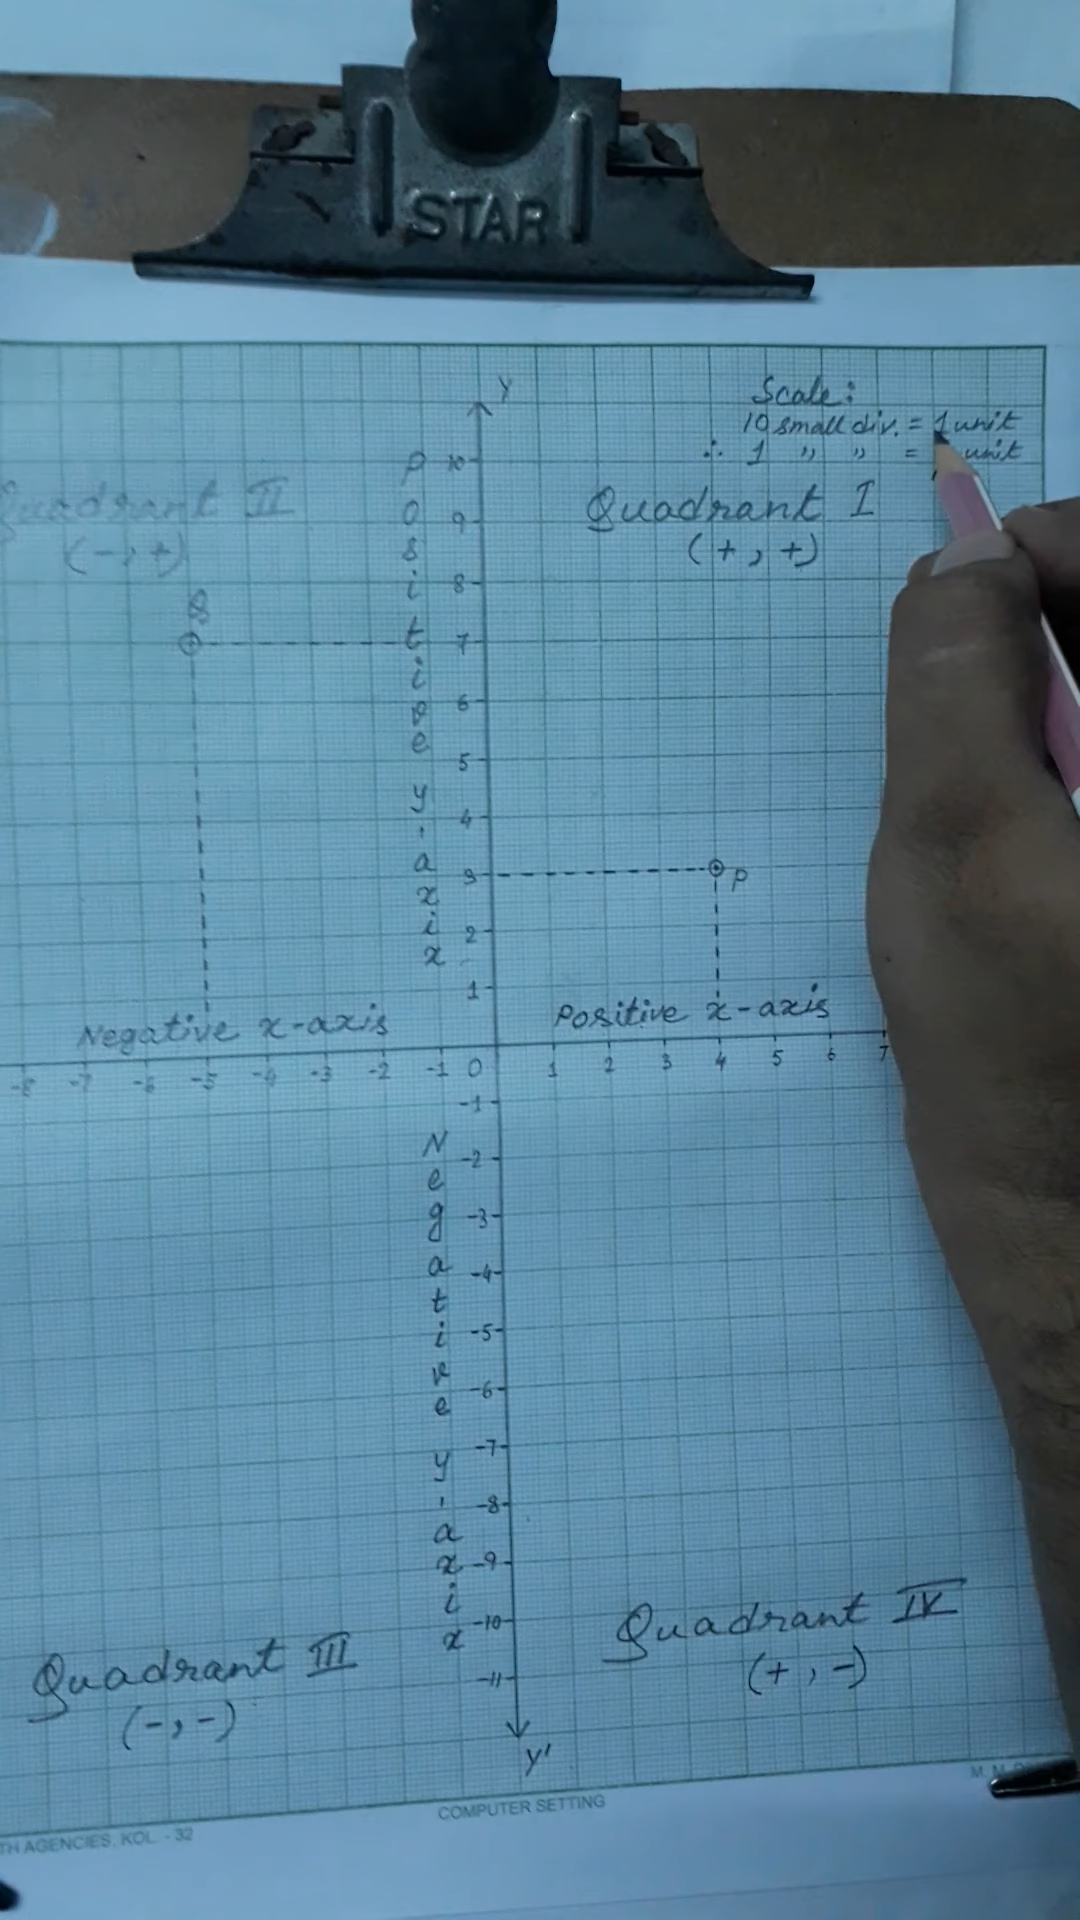 STAR
Y
Scale:
10 small div. = 1 unit
∴ 1 " " = unit
Quadrant II
(-, +)
Quadrant I
(+, +)
Positive y-axix
10
9
8
7
6
5
4
3
2
1
P
Negative x-axis
Positive x-axis
-8 -7 -6 -5 -4 -3 -2 -1 0 1 2 3 4 5 6 7
-1
-2
-3
-4
-5
-6
-7
-8
-9
-10
-11
Negative y-axix
Quadrant III
(-, -)
Quadrant IV
(+, -)
Y'
COMPUTER SETTING
TH AGENCIES, KOL. - 32